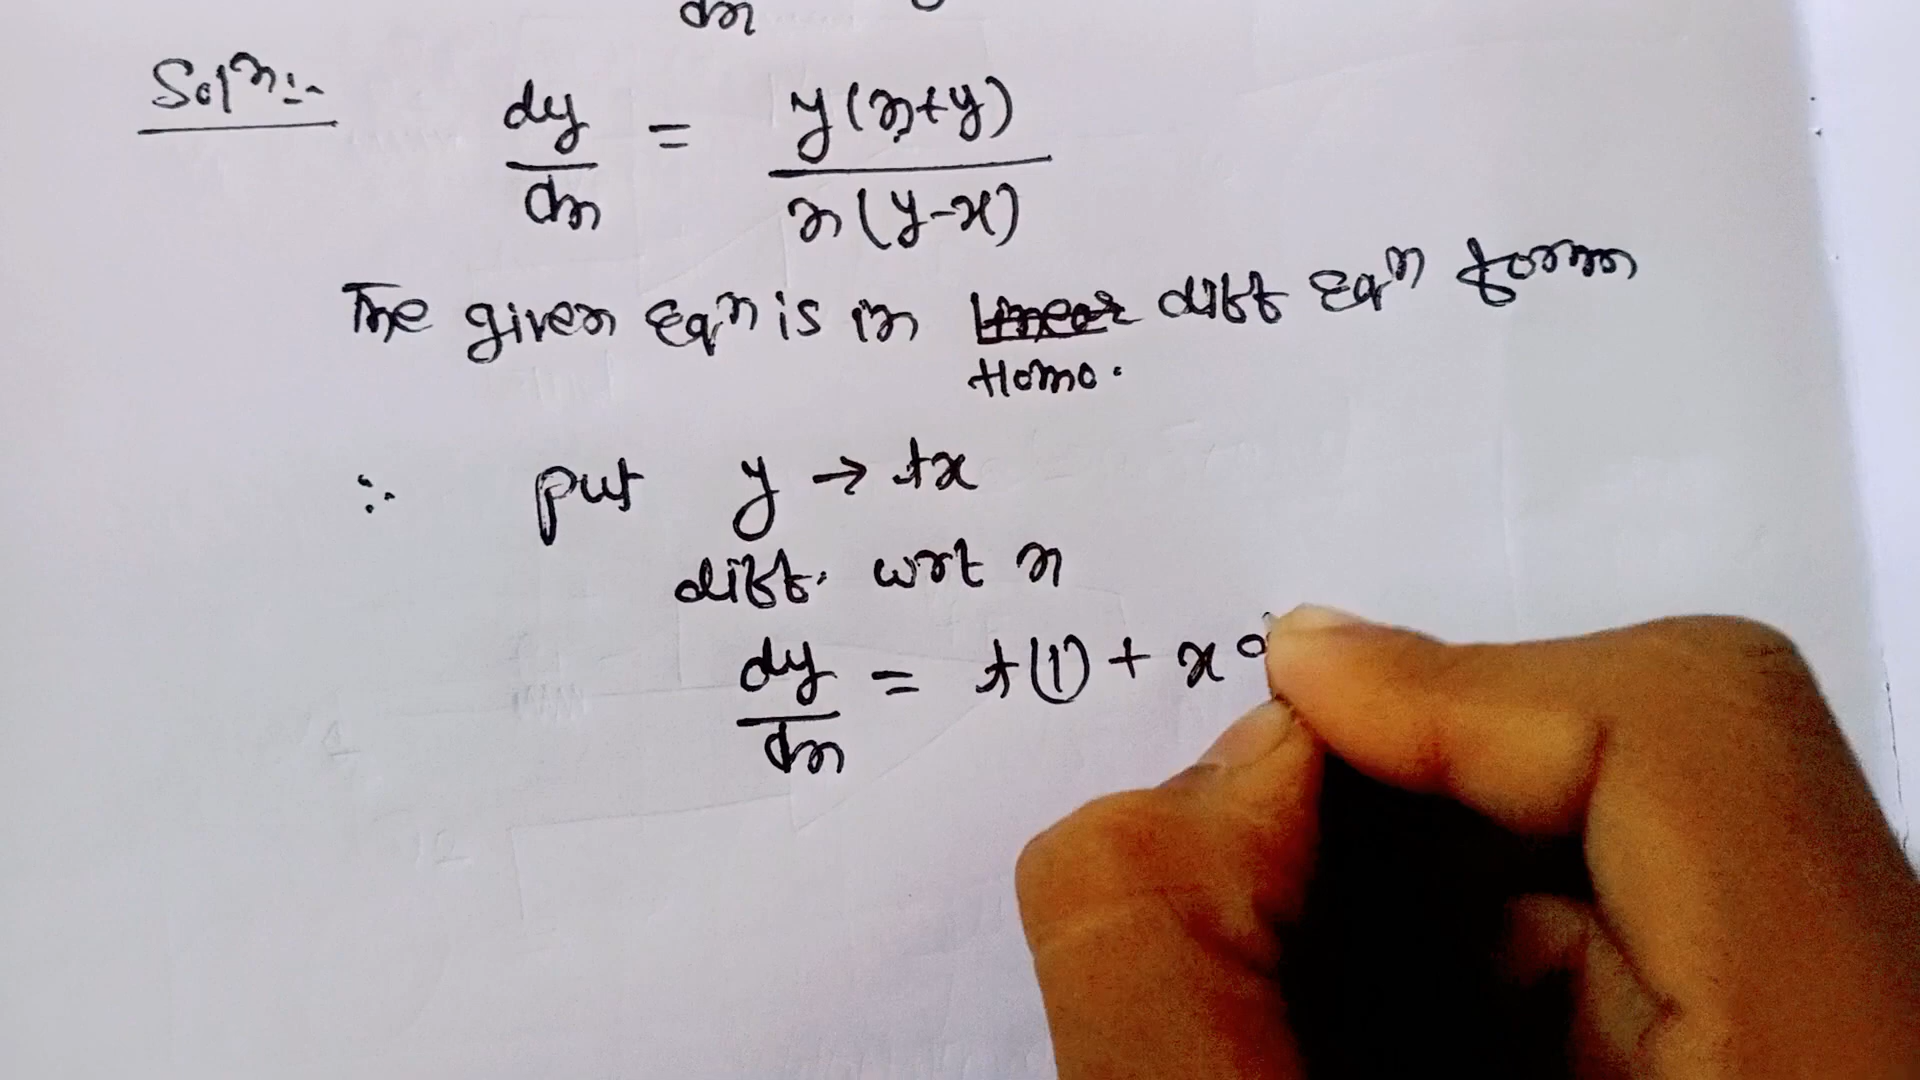 dx
Solⁿ:-
dy/dx = y(x+y)/x(y-x)
The given Eqⁿ is in Linear diff Eqⁿ form
Homo.
∴ put y → tx
diff. wrt x
dy/dx = t(1) + x